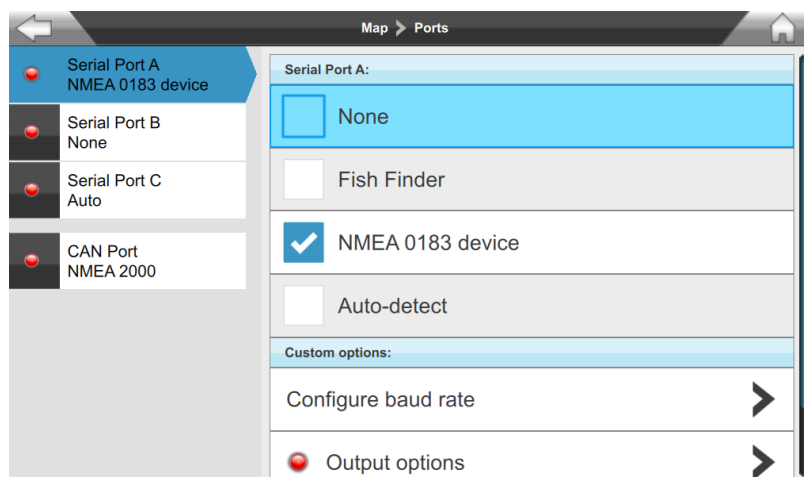 Map > Ports
Serial Port A
NMEA 0183 device
Serial Port B
None
Serial Port C
Auto
CAN Port
NMEA 2000
Serial Port A:
None
Fish Finder
NMEA 0183 device
Auto-detect
Custom options:
Configure baud rate
Output options